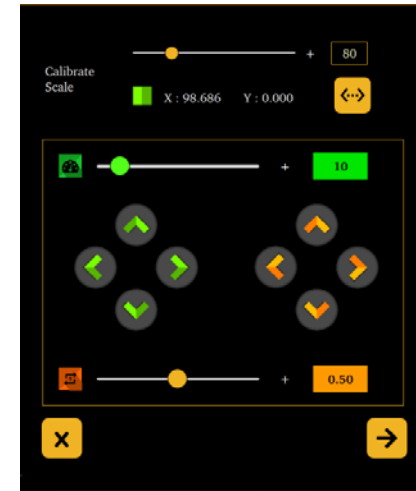 + 80
Calibrate
Scale
X : 98.686 Y : 0.000
+ 10
+ 0.50
x